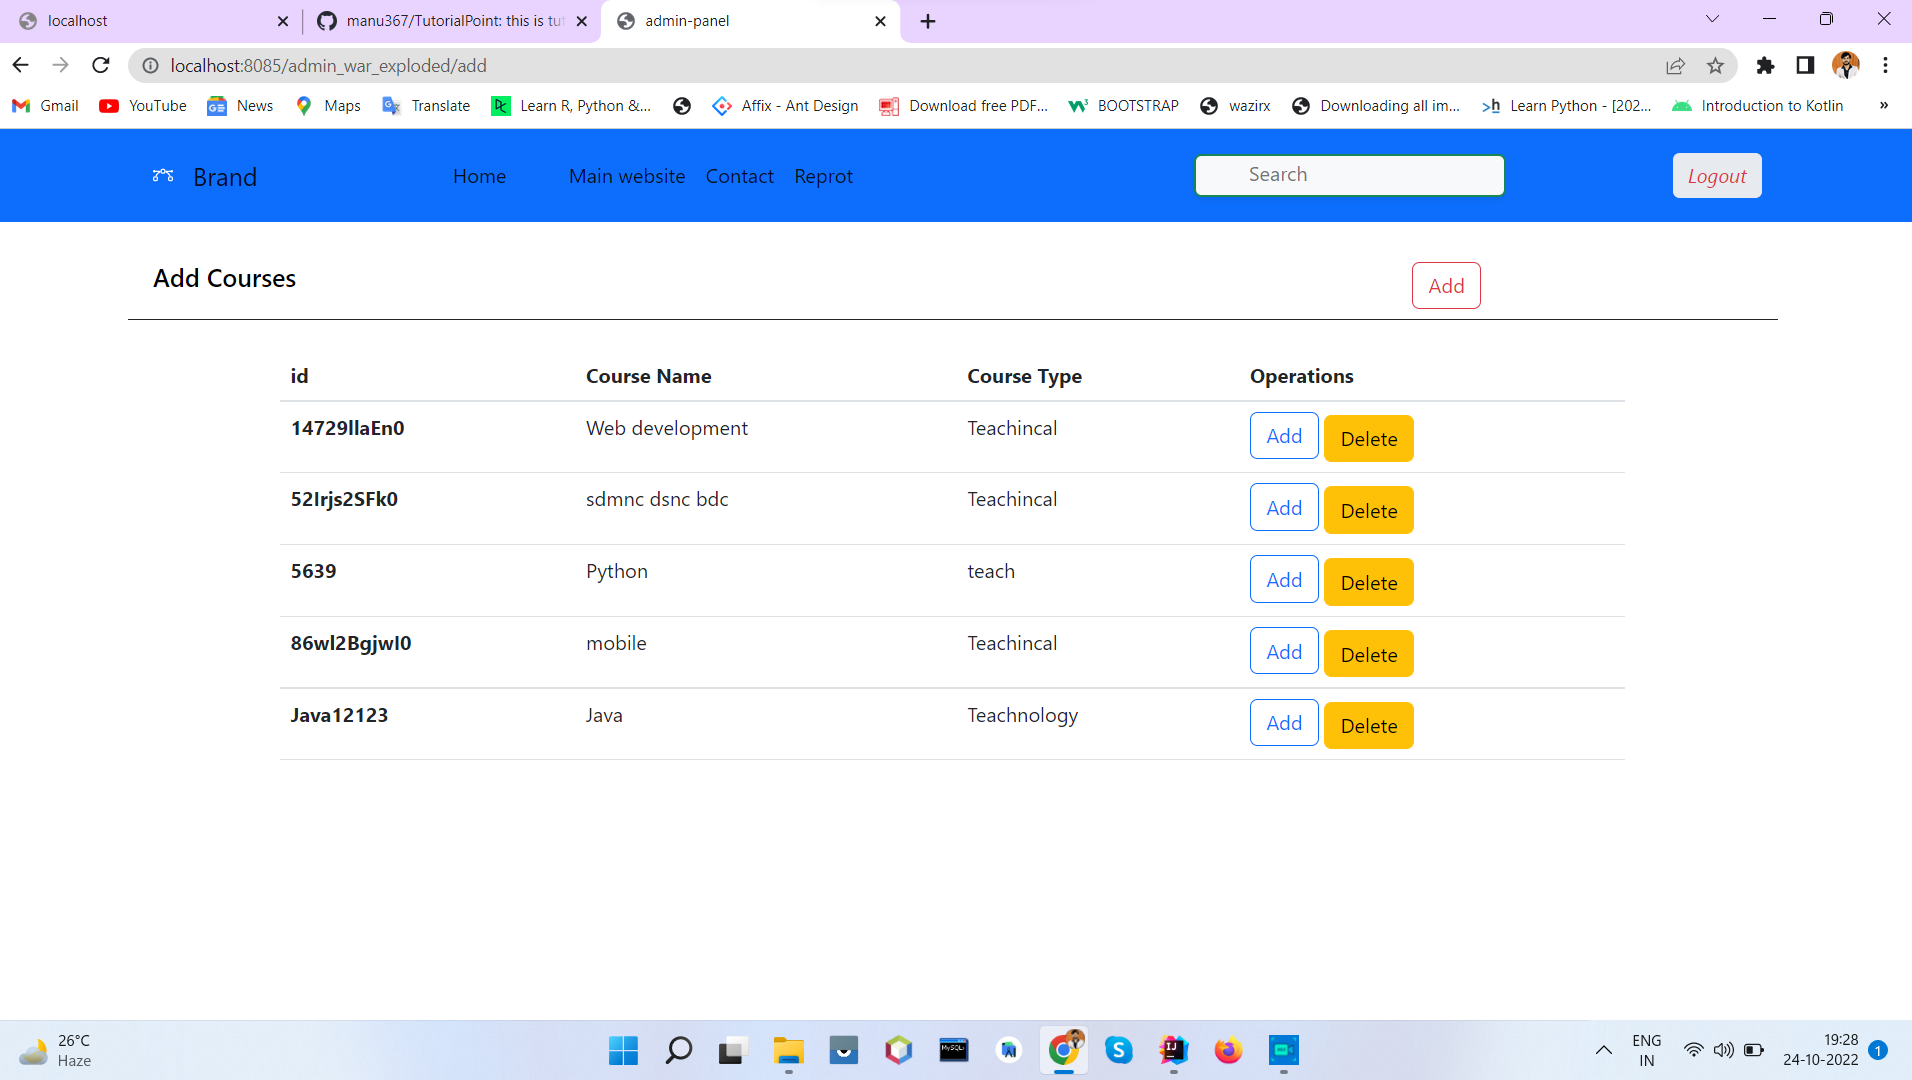 localhost
manu367/TutorialPoint: this is tut
admin-panel
localhost:8085/admin_war_exploded/add
Gmail YouTube News Maps Translate Learn R, Python &... Affix - Ant Design Download free PDF... BOOTSTRAP wazirx Downloading all im... >h Learn Python - [202... Introduction to Kotlin »
Brand Home Main website Contact Reprot Search Logout
Add Courses Add
id Course Name Course Type Operations
14729llaEn0 Web development Teachincal Add Delete
52Irjs2SFk0 sdmnc dsnc bdc Teachincal Add Delete
5639 Python teach Add Delete
86wl2BgjwI0 mobile Teachincal Add Delete
Java12123 Java Teachnology Add Delete
26°C
Haze
MySQL
ENG
IN
19:28
24-10-2022
1